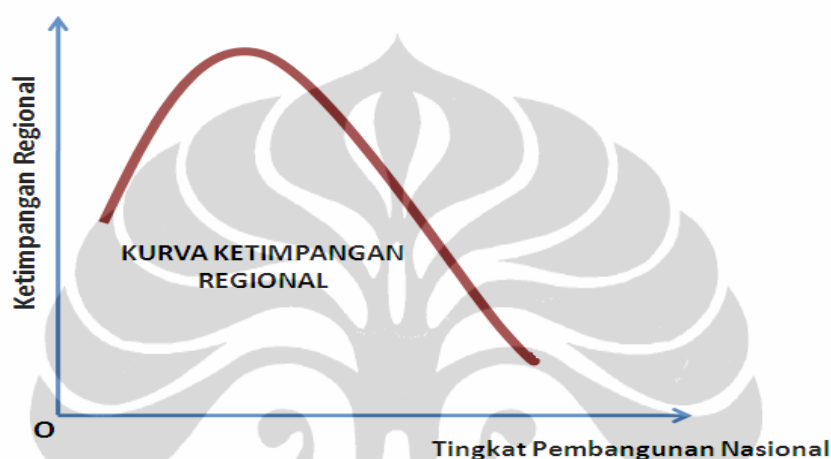 Ketimpangan Regional
KURVA KETIMPANGAN
REGIONAL
O
Tingkat Pembangunan Nasional